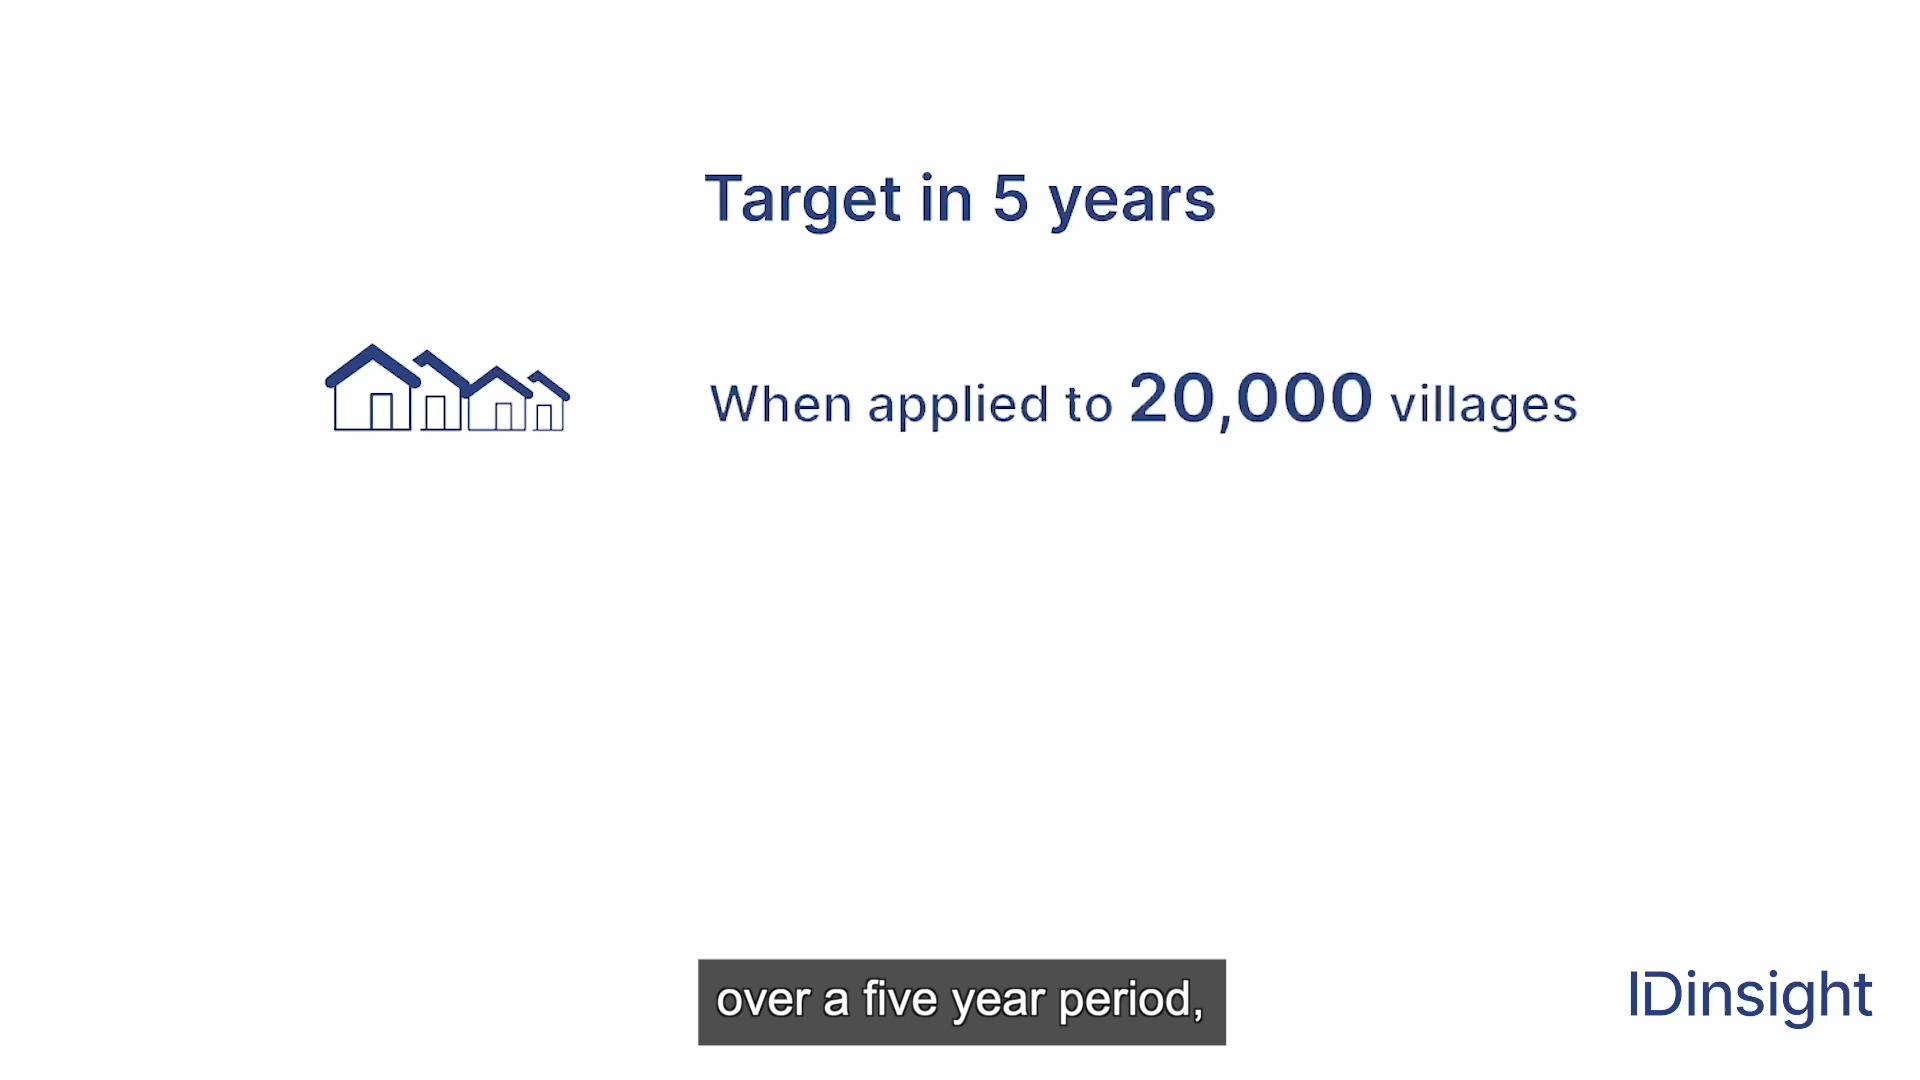 Target in 5 years
When applied to 20,000 villages
over a five year period,
IDinsight